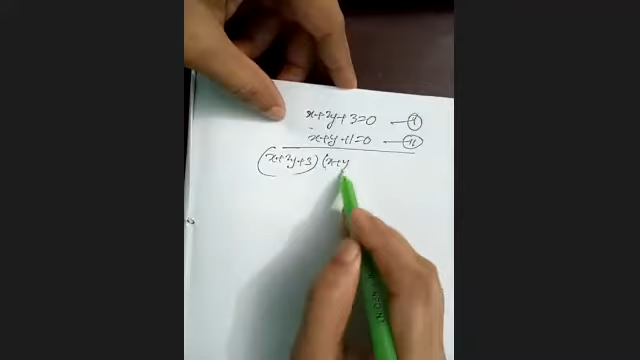 x+2y+3=0 — I
x+y+1=0 — II
(x+2y+3) (x+y